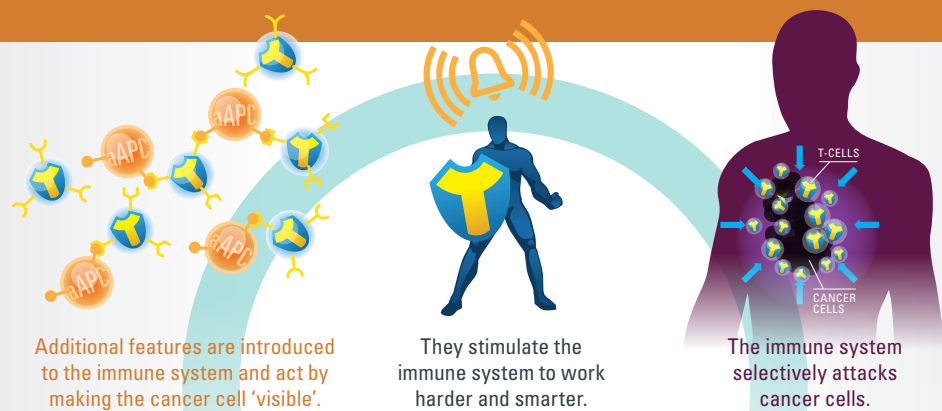 aAPC
aAPC
aAPC
aAPC
T-CELLS
CANCER
CELLS
Additional features are introduced
to the immune system and act by
making the cancer cell ‘visible’.
They stimulate the
immune system to work
harder and smarter.
The immune system
selectively attacks
cancer cells.